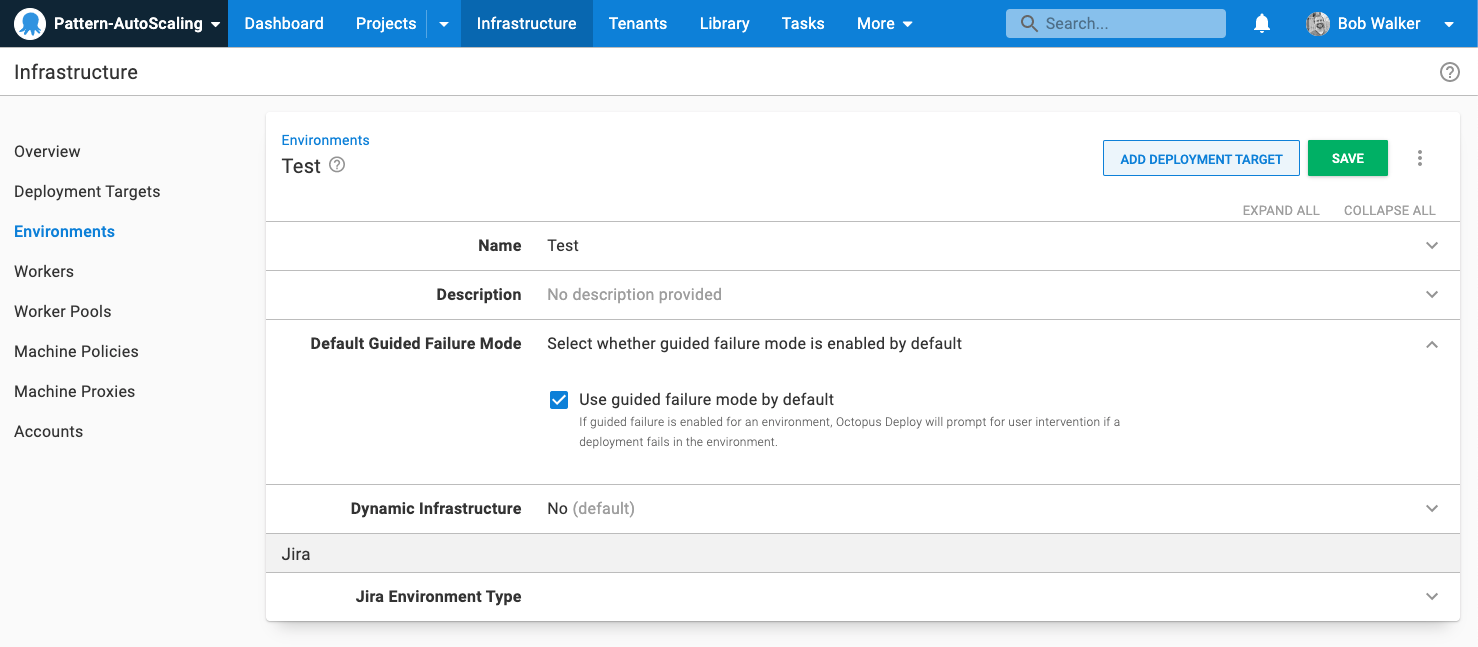 Pattern-AutoScaling Dashboard Projects Infrastructure Tenants Library Tasks More Search... Bob Walker
Infrastructure
Overview
Deployment Targets
Environments
Workers
Worker Pools
Machine Policies
Machine Proxies
Accounts
Environments
Test
ADD DEPLOYMENT TARGET SAVE
EXPAND ALL COLLAPSE ALL
Name Test
Description No description provided
Default Guided Failure Mode Select whether guided failure mode is enabled by default
Use guided failure mode by default
If guided failure is enabled for an environment, Octopus Deploy will prompt for user intervention if a
deployment fails in the environment.
Dynamic Infrastructure No (default)
Jira
Jira Environment Type